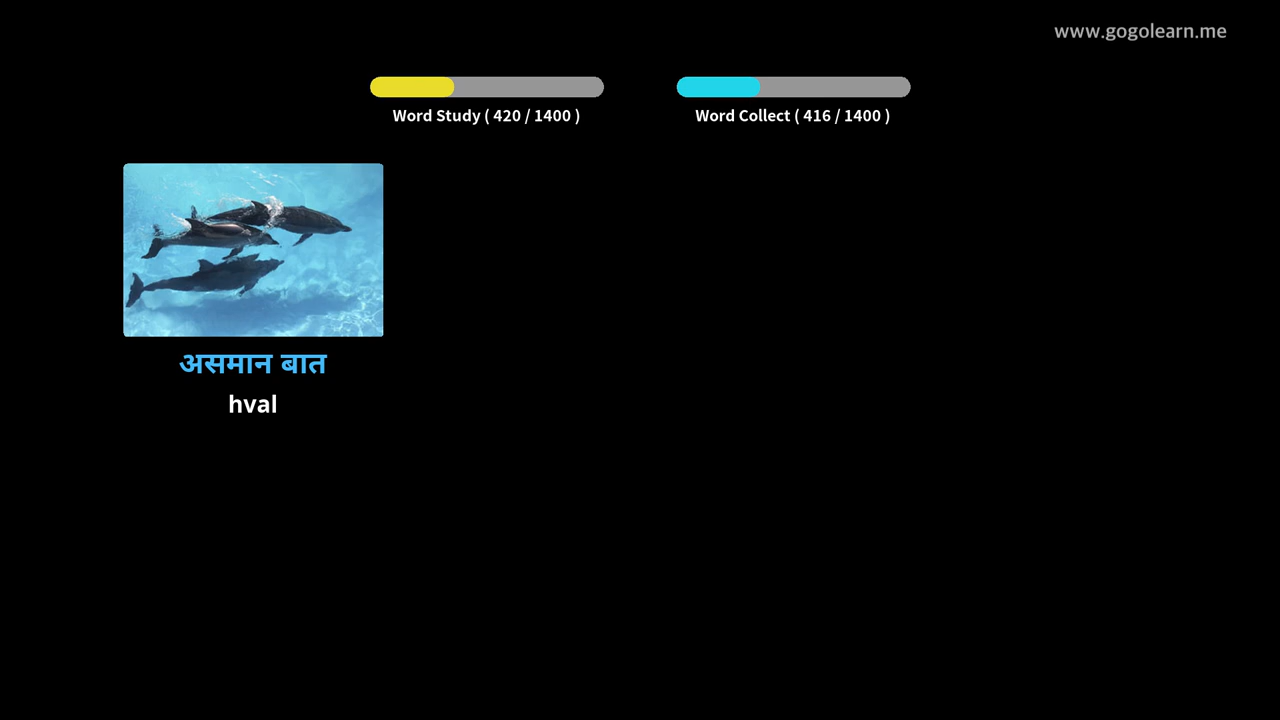 www.gogolearn.me
Word Study ( 420 / 1400 )
Word Collect ( 416 / 1400 )
असमान बात
hval